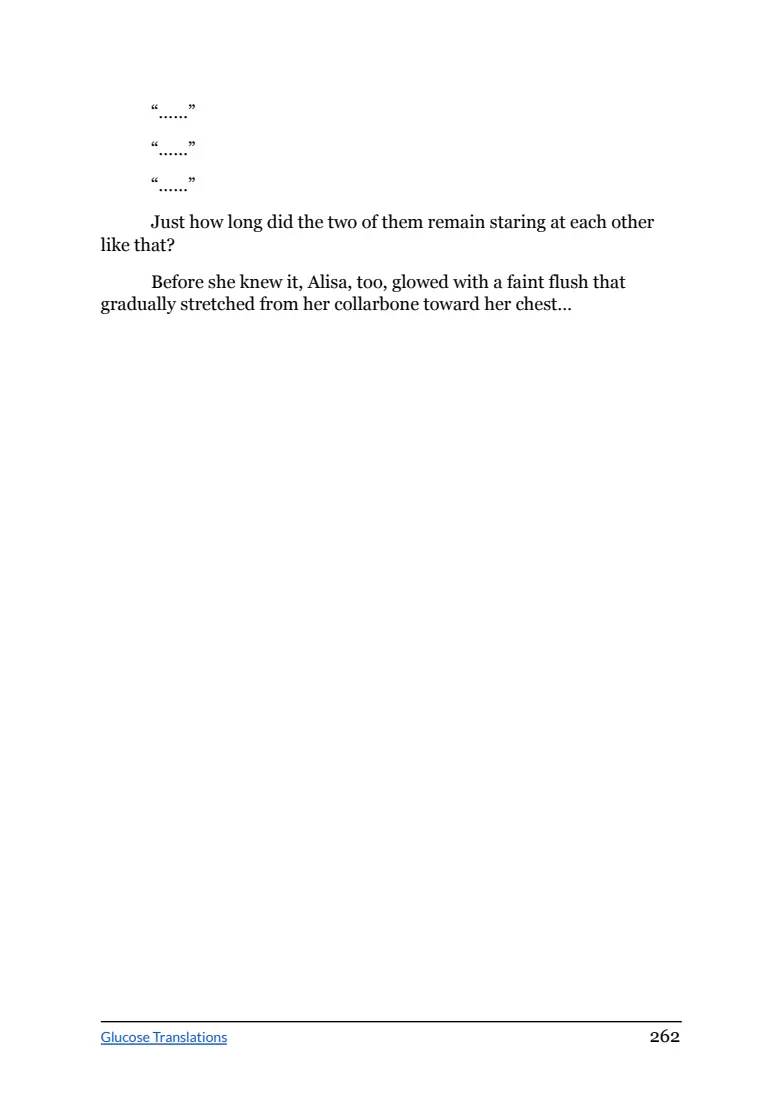 “……”
“……”
“……”
Just how long did the two of them remain staring at each other
like that?
Before she knew it, Alisa, too, glowed with a faint flush that
gradually stretched from her collarbone toward her chest…
Glucose Translations 262